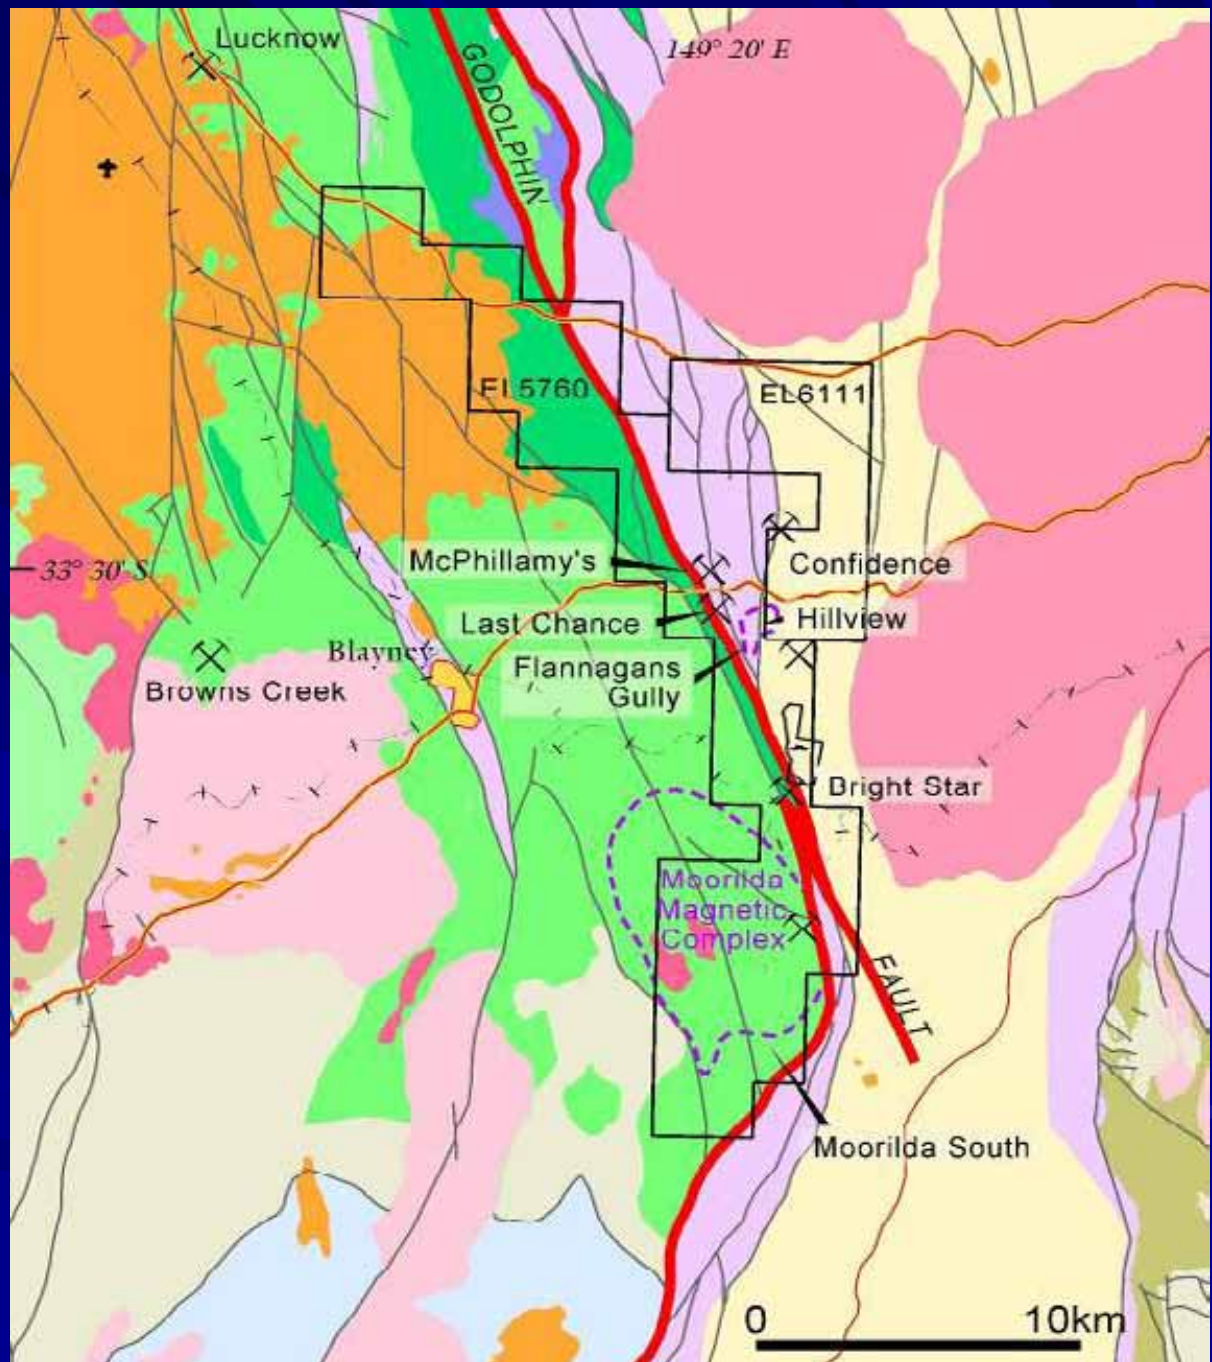 Lucknow
149° 20' E
GODOLPHIN
EL5760
EL6111
McPhillamy's
Confidence
33° 30' S
Last Chance
Hillview
Blayney
Flannagans
Gully
Browns Creek
Bright Star
Moorilda
Magnetic
Complex
FAULT
Moorilda South
0
10km